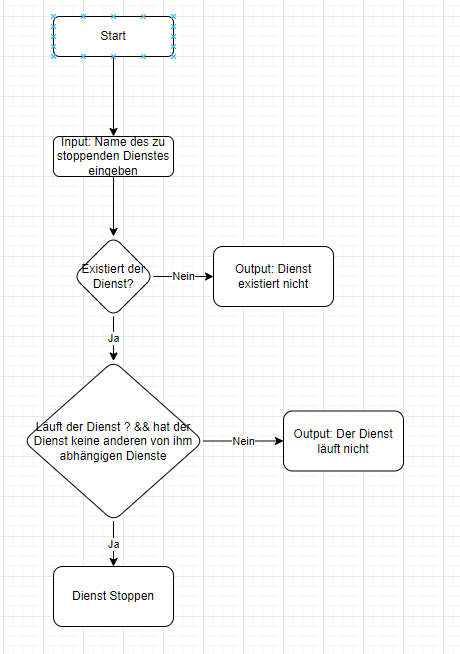 Start
Input: Name des zu
stoppenden Dienstes
eingeben
Existiert der
Dienst?
Nein
Output: Dienst
existiert nicht
Ja
Läuft der Dienst ? && hat der
Dienst keine anderen von ihm
abhängigen Dienste
Nein
Output: Der Dienst
läuft nicht
Ja
Dienst Stoppen